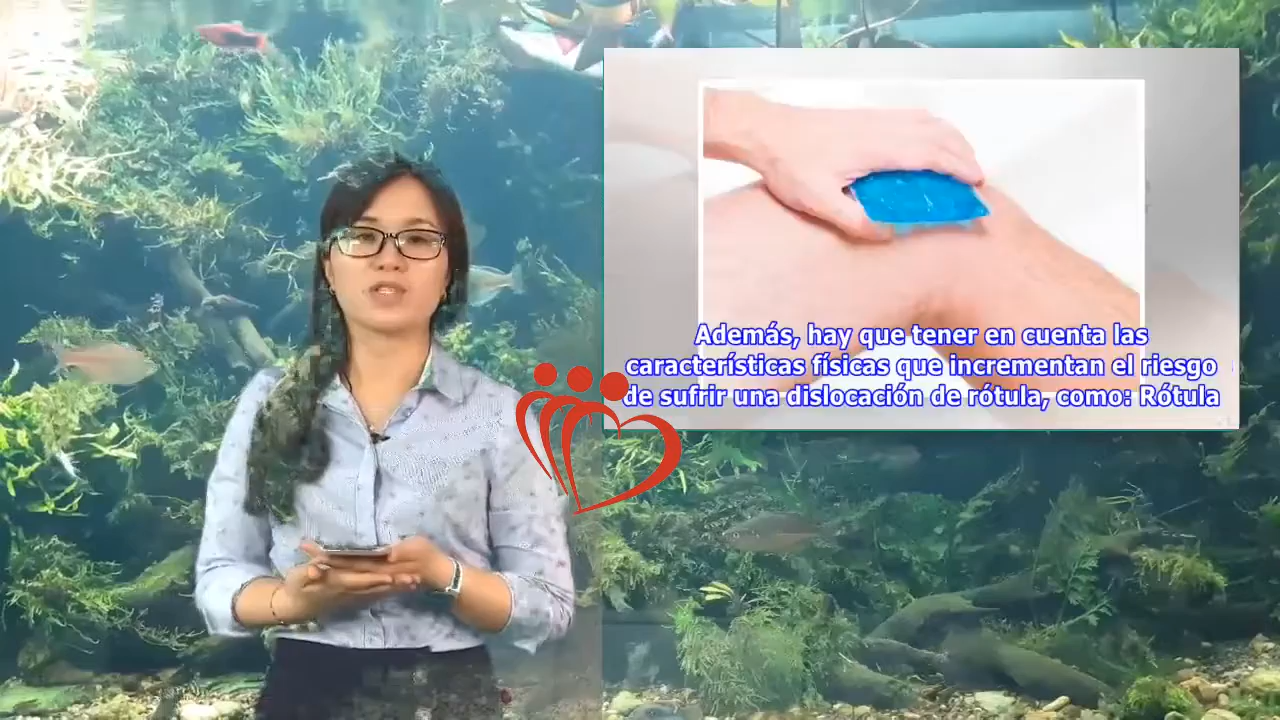 Además, hay que tener en cuenta las
características físicas que incrementan el riesgo
de sufrir una dislocación de rótula, como: Rótula